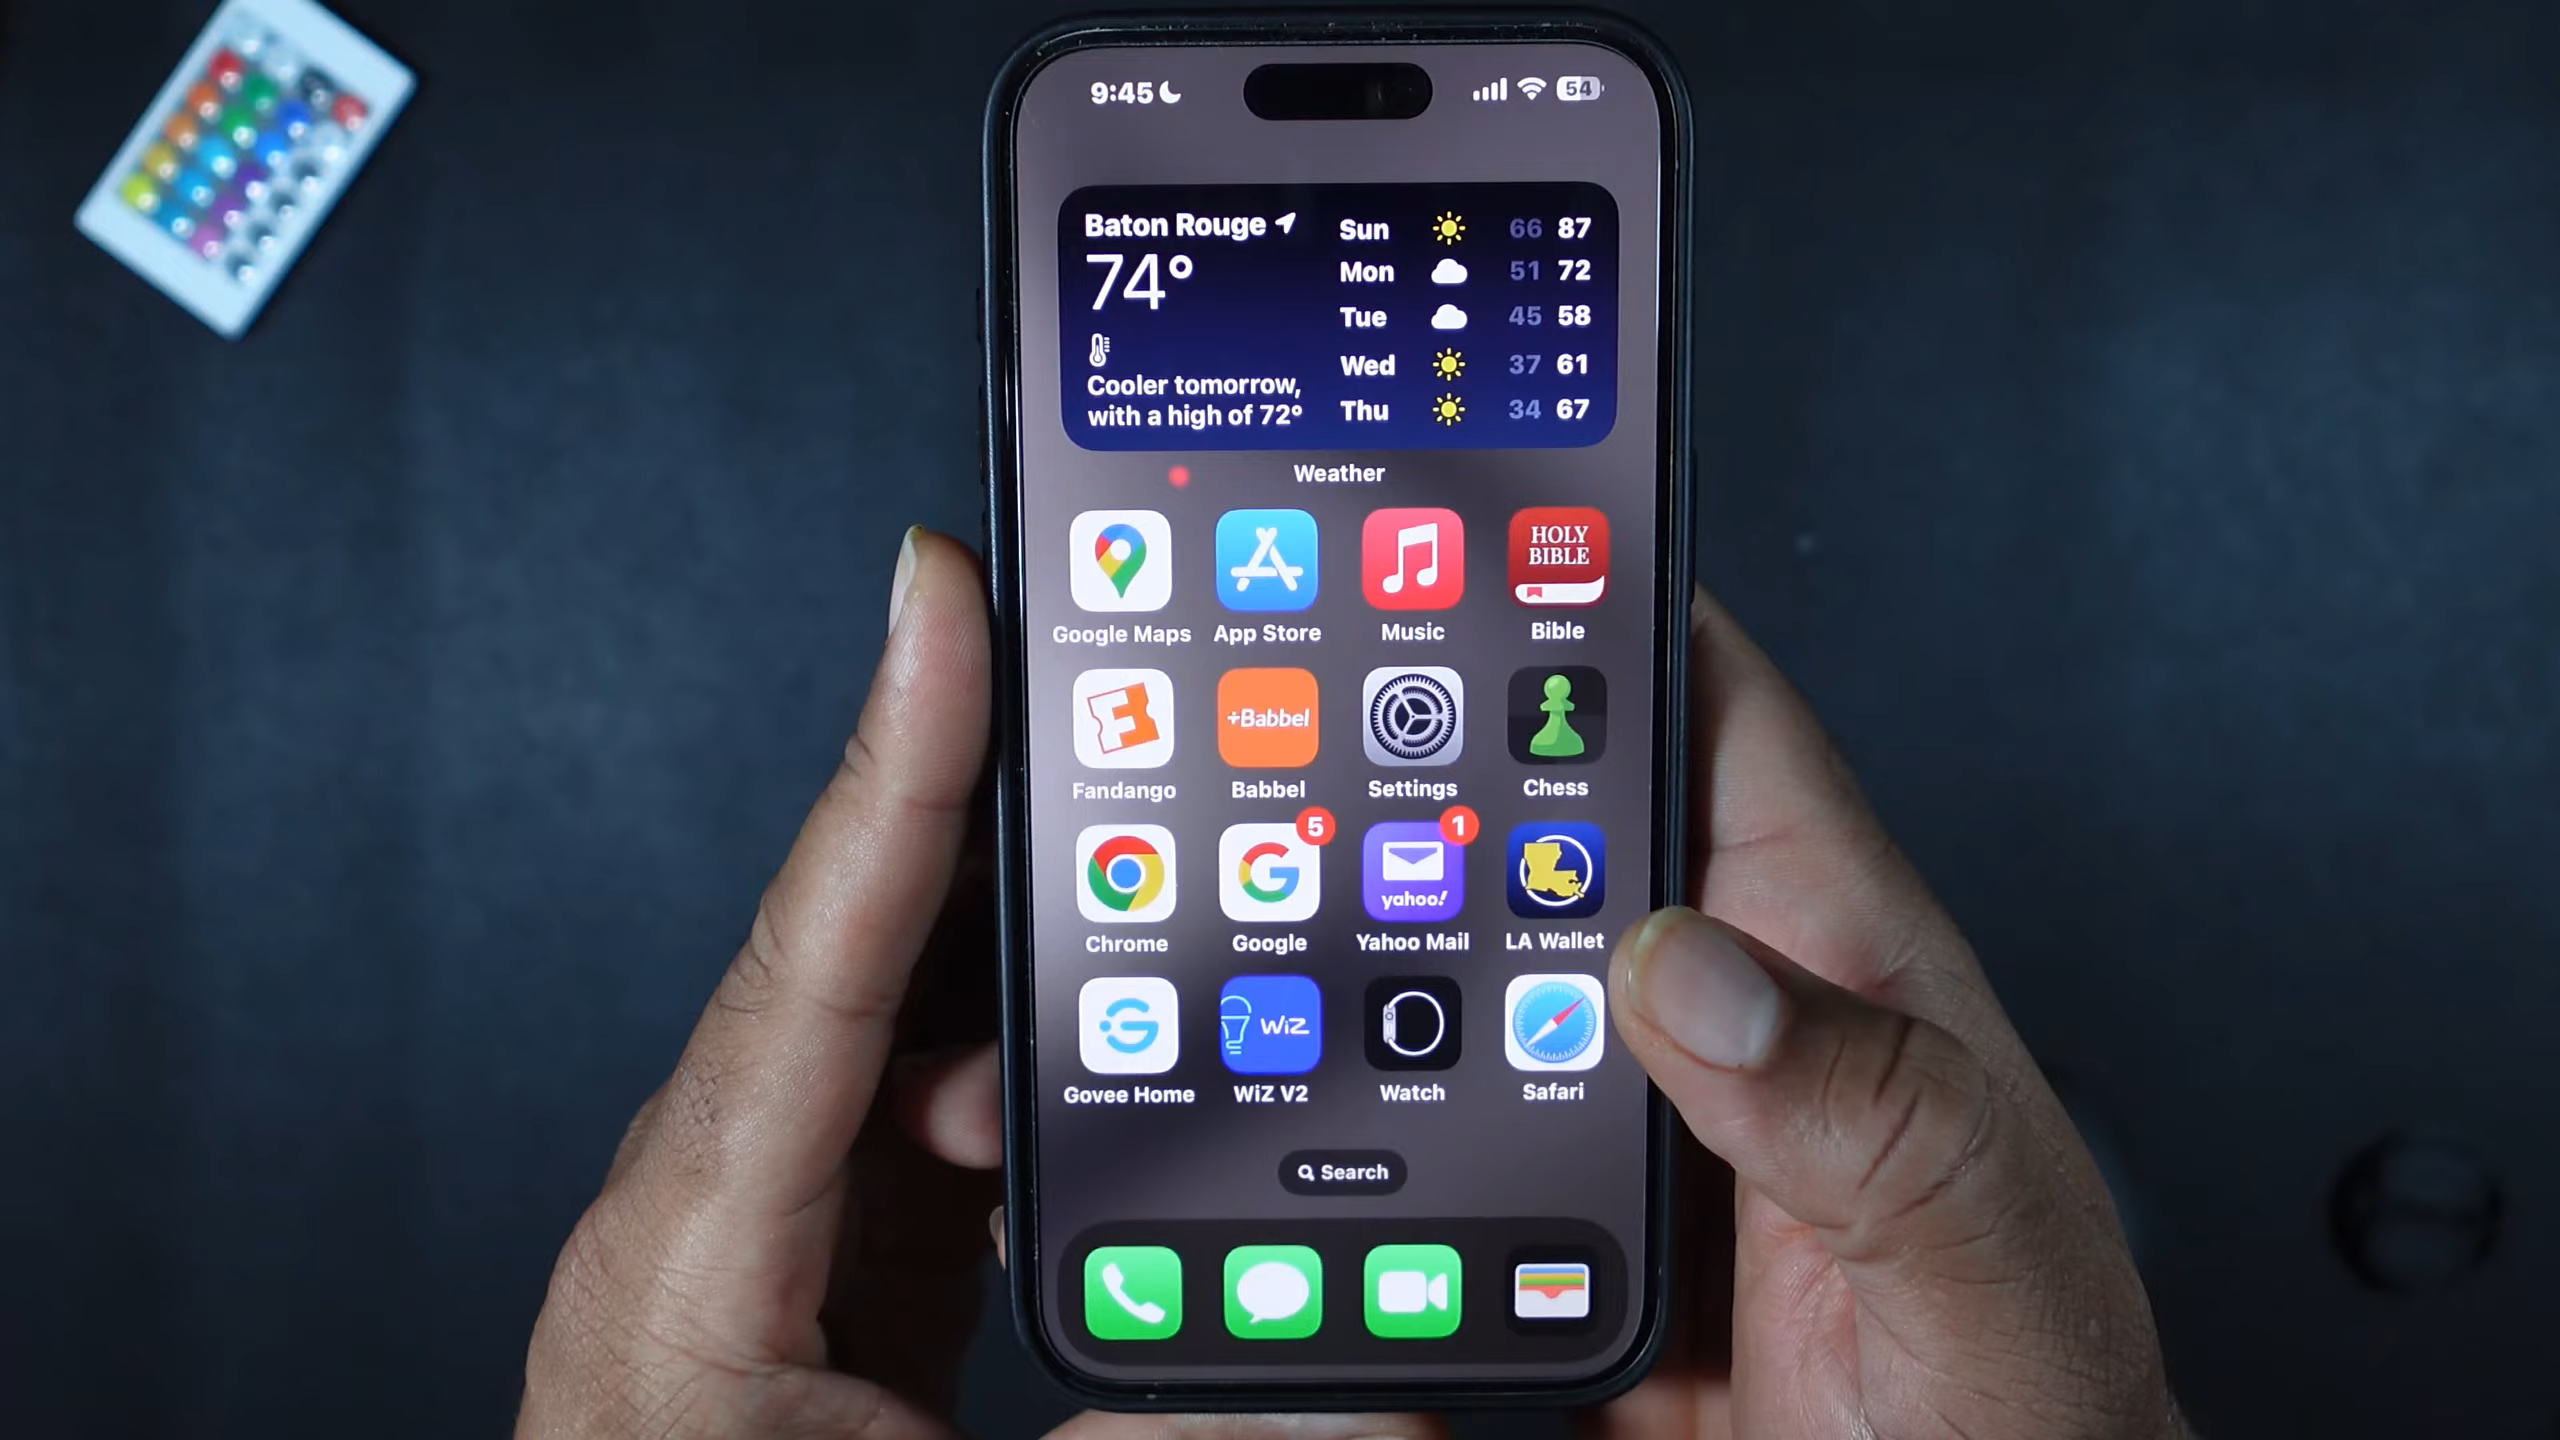 9:45
54
Baton Rouge
74°
Cooler tomorrow,
with a high of 72°
Sun 66 87
Mon 51 72
Tue 45 58
Wed 37 61
Thu 34 67
Weather
HOLY
BIBLE
Google Maps App Store Music Bible
+Babbel
Fandango Babbel Settings Chess
5 1
yahoo!
Chrome Google Yahoo Mail LA Wallet
WiZ
Govee Home WiZ V2 Watch Safari
Search